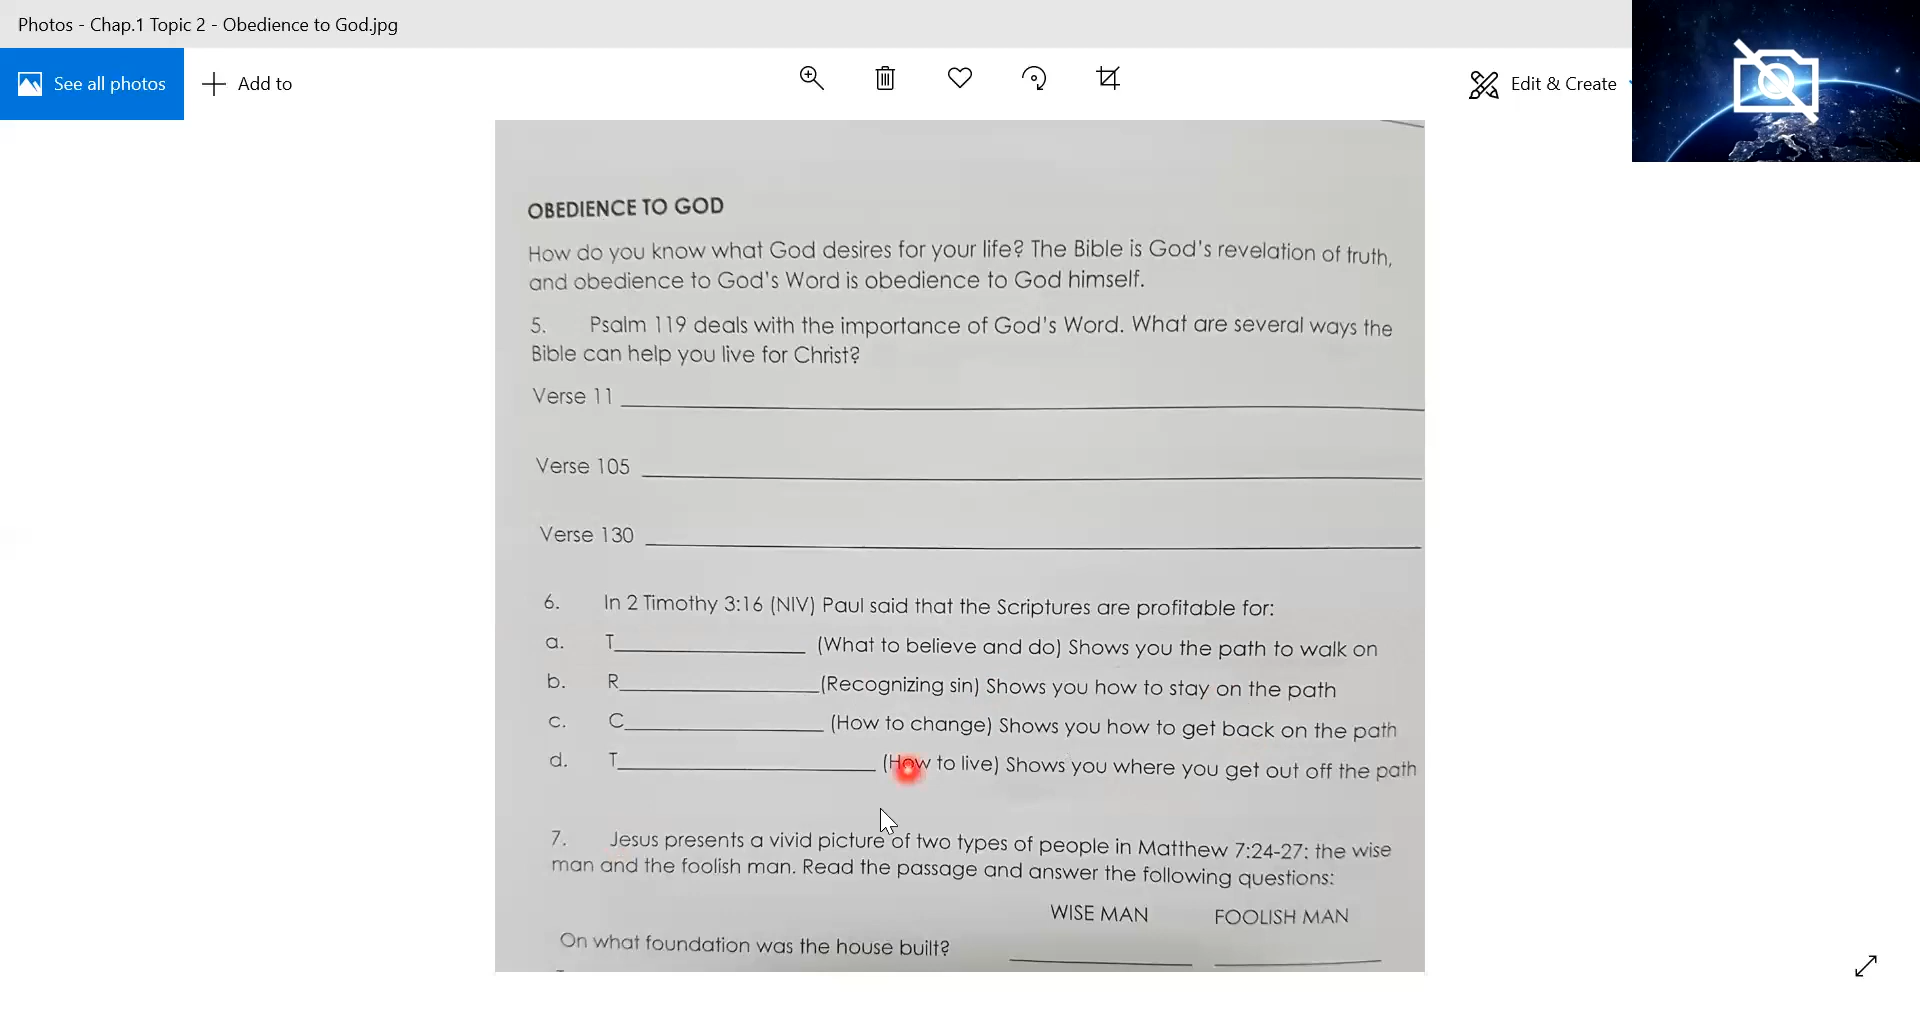 Photos - Chap.1 Topic 2 - Obedience to God.jpg
See all photos
Add to
Edit & Create
OBEDIENCE TO GOD
How do you know what God desires for your life? The Bible is God's revelation of truth,
and obedience to God's Word is obedience to God himself.
5. Psalm 119 deals with the importance of God's Word. What are several ways the
Bible can help you live for Christ?
Verse 11 ____________________
Verse 105 ____________________
Verse 130 ____________________
6. In 2 Timothy 3:16 (NIV) Paul said that the Scriptures are profitable for:
a. T____________ (What to believe and do) Shows you the path to walk on
b. R____________(Recognizing sin) Shows you how to stay on the path
c. C____________ (How to change) Shows you how to get back on the path
d. T________________ (How to live) Shows you where you get out off the path
7. Jesus presents a vivid picture of two types of people in Matthew 7:24-27: the wise
man and the foolish man. Read the passage and answer the following questions:
WISE MAN FOOLISH MAN
On what foundation was the house built? ____________ ____________